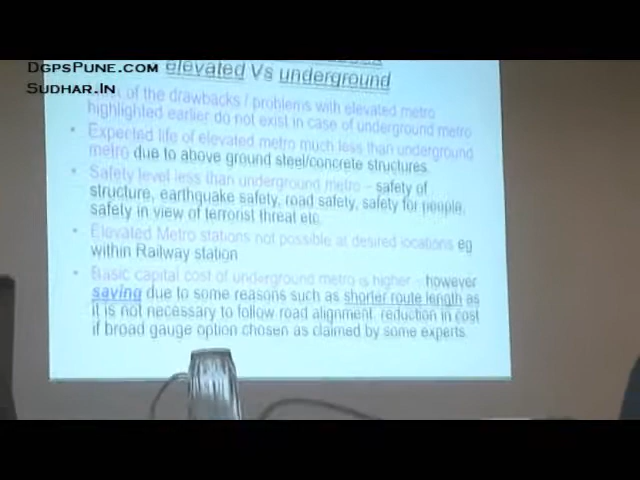 DgpsPune.com
Sudhar.In
elevated Vs underground
of the drawbacks / problems with elevated metro
highlighted earlier do not exist in case of underground metro
• Expected life of elevated metro much less than underground
metro due to above ground steel/concrete structures.
• Safety level less than underground metro – safety of
structure, earthquake safety, road safety, safety for people,
safety in view of terrorist threat etc.
• Elevated Metro stations not possible at desired locations eg
within Railway station
• Basic capital cost of underground metro is higher - however
saving due to some reasons such as shorter route length as
it is not necessary to follow road alignment, reduction in cost
if broad gauge option chosen as claimed by some experts.